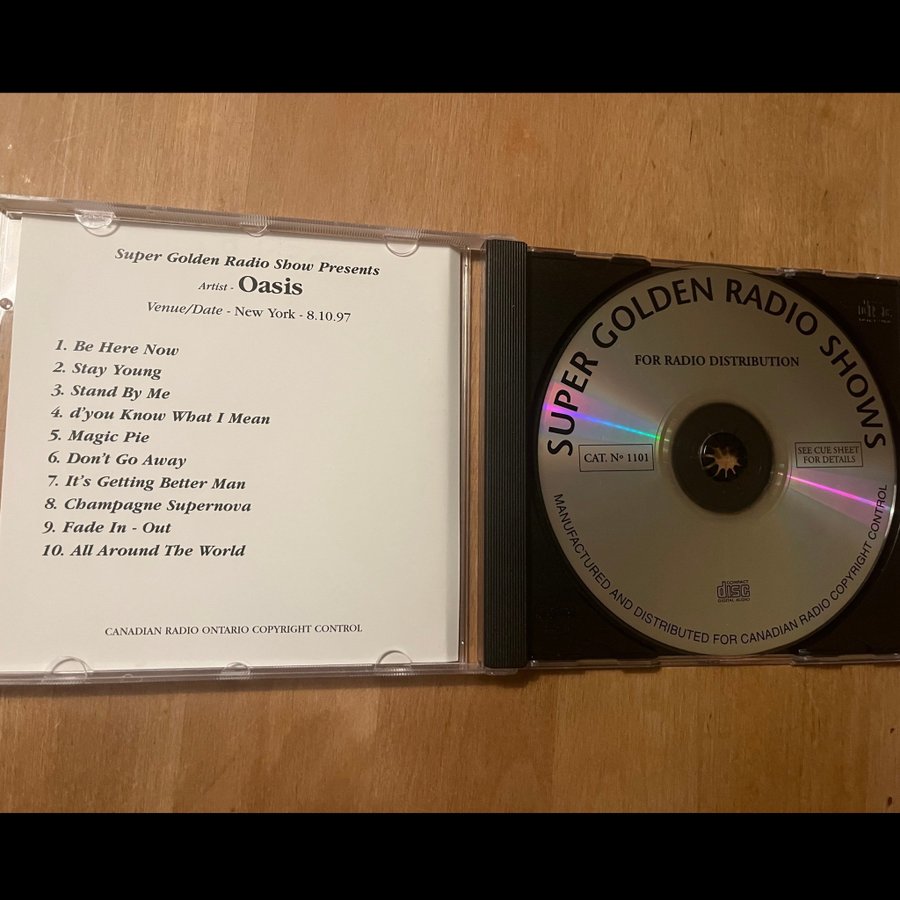 Super Golden Radio Show Presents
Artist - Oasis
Venue/Date - New York - 8.10.97
1. Be Here Now
2. Stay Young
3. Stand By Me
4. d'you Know What I Mean
5. Magic Pie
6. Don't Go Away
7. It's Getting Better Man
8. Champagne Supernova
9. Fade In - Out
10. All Around The World
CANADIAN RADIO ONTARIO COPYRIGHT CONTROL
SUPER GOLDEN RADIO SHOWS
FOR RADIO DISTRIBUTION
CAT. Nº 1101
SEE CUE SHEET
FOR DETAILS
COMPACT
disc
DIGITAL AUDIO
MANUFACTURED AND DISTRIBUTED FOR CANADIAN RADIO COPYRIGHT CONTROL